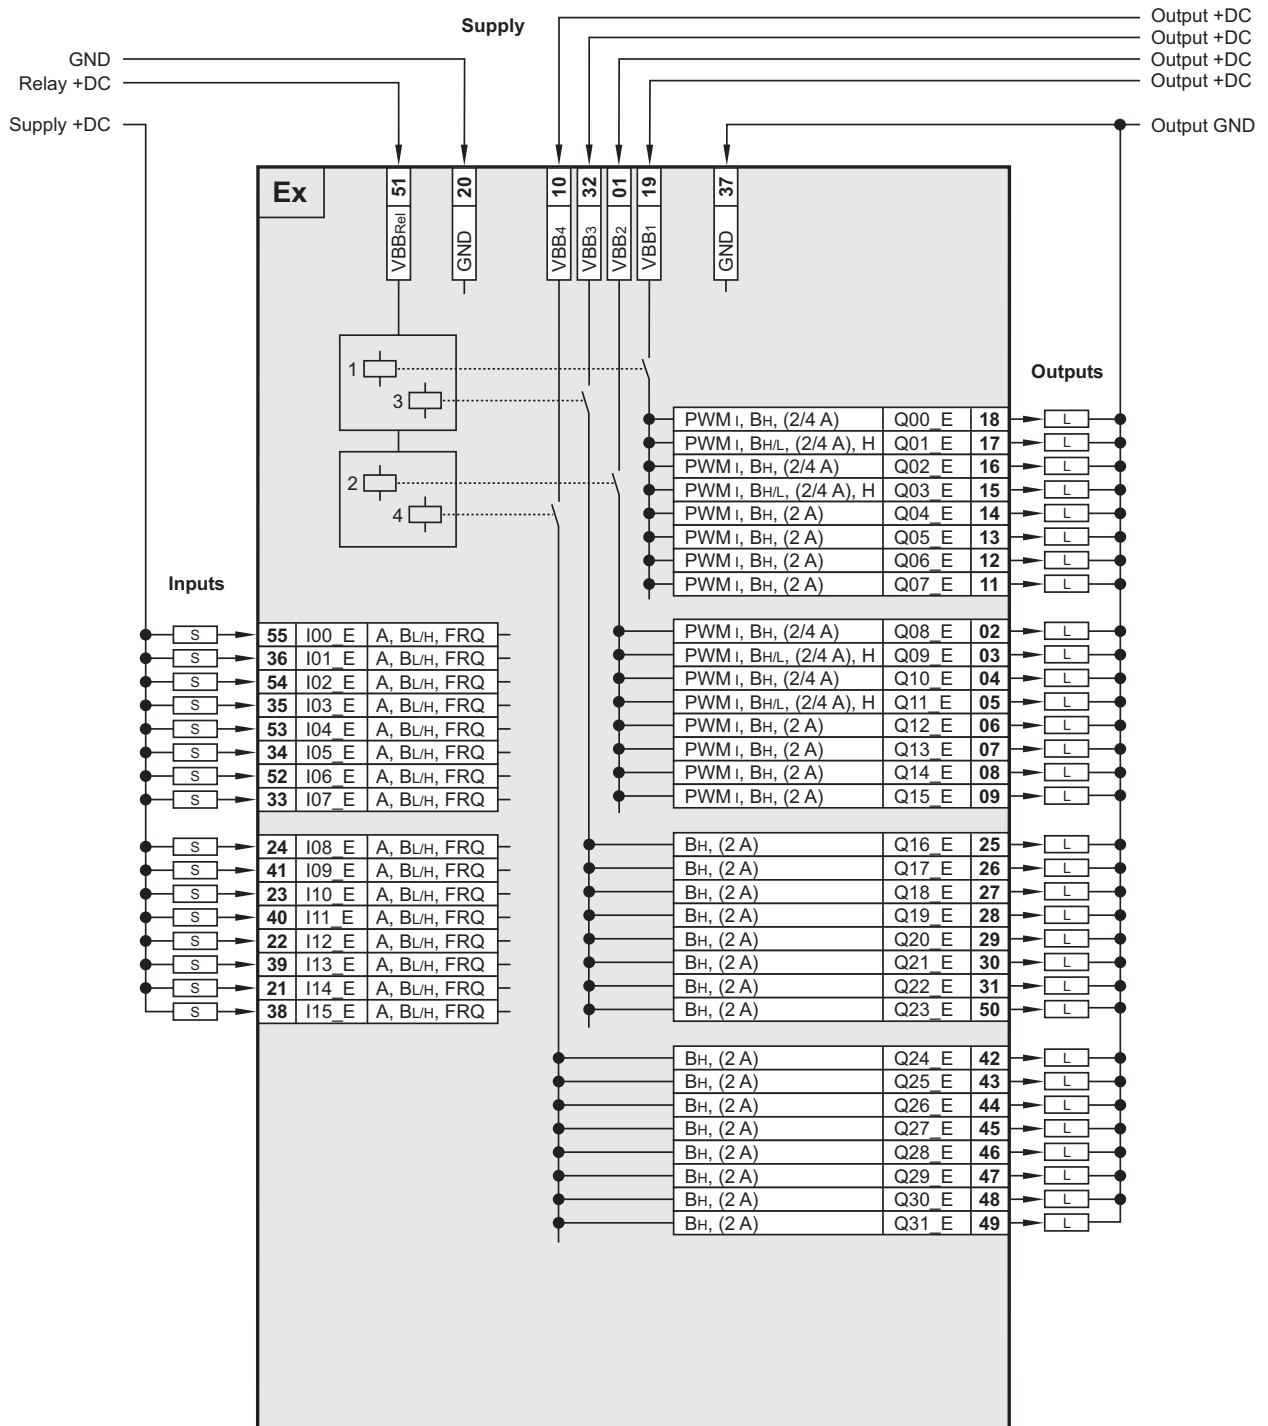 Supply
Output +DC
Output +DC
Output +DC
Output +DC
GND
Relay +DC
Supply +DC
Output GND
Ex
51 VBBRel
20 GND
10 VBB4
32 VBB3
01 VBB2
19 VBB1
37 GND
1
3
2
4
Outputs
PWM I, BH, (2/4 A) Q00_E 18 L
PWM I, BH/L, (2/4 A), H Q01_E 17 L
PWM I, BH, (2/4 A) Q02_E 16 L
PWM I, BH/L, (2/4 A), H Q03_E 15 L
PWM I, BH, (2 A) Q04_E 14 L
PWM I, BH, (2 A) Q05_E 13 L
PWM I, BH, (2 A) Q06_E 12 L
PWM I, BH, (2 A) Q07_E 11 L
PWM I, BH, (2/4 A) Q08_E 02 L
PWM I, BH/L, (2/4 A), H Q09_E 03 L
PWM I, BH, (2/4 A) Q10_E 04 L
PWM I, BH/L, (2/4 A), H Q11_E 05 L
PWM I, BH, (2 A) Q12_E 06 L
PWM I, BH, (2 A) Q13_E 07 L
PWM I, BH, (2 A) Q14_E 08 L
PWM I, BH, (2 A) Q15_E 09 L
BH, (2 A) Q16_E 25 L
BH, (2 A) Q17_E 26 L
BH, (2 A) Q18_E 27 L
BH, (2 A) Q19_E 28 L
BH, (2 A) Q20_E 29 L
BH, (2 A) Q21_E 30 L
BH, (2 A) Q22_E 31 L
BH, (2 A) Q23_E 50 L
BH, (2 A) Q24_E 42 L
BH, (2 A) Q25_E 43 L
BH, (2 A) Q26_E 44 L
BH, (2 A) Q27_E 45 L
BH, (2 A) Q28_E 46 L
BH, (2 A) Q29_E 47 L
BH, (2 A) Q30_E 48 L
BH, (2 A) Q31_E 49 L
Inputs
S 55 I00_E A, BL/H, FRQ
S 36 I01_E A, BL/H, FRQ
S 54 I02_E A, BL/H, FRQ
S 35 I03_E A, BL/H, FRQ
S 53 I04_E A, BL/H, FRQ
S 34 I05_E A, BL/H, FRQ
S 52 I06_E A, BL/H, FRQ
S 33 I07_E A, BL/H, FRQ
S 24 I08_E A, BL/H, FRQ
S 41 I09_E A, BL/H, FRQ
S 23 I10_E A, BL/H, FRQ
S 40 I11_E A, BL/H, FRQ
S 22 I12_E A, BL/H, FRQ
S 39 I13_E A, BL/H, FRQ
S 21 I14_E A, BL/H, FRQ
S 38 I15_E A, BL/H, FRQ